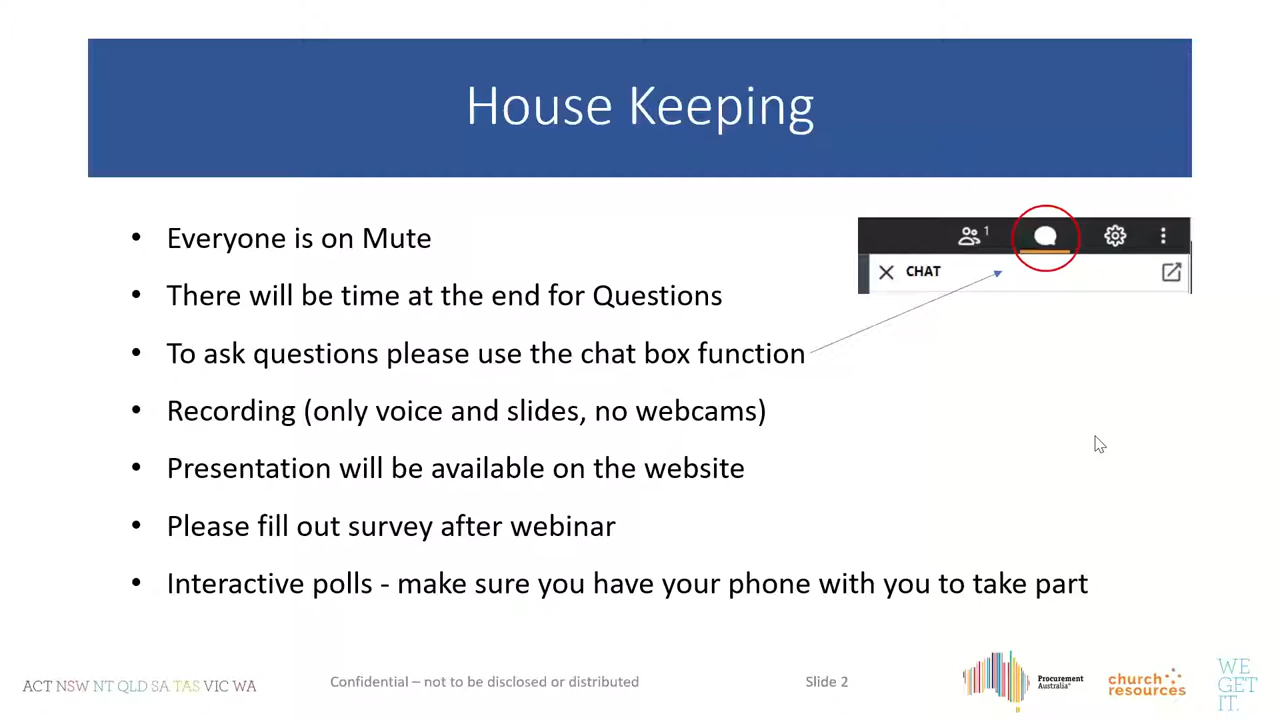 House Keeping
• Everyone is on Mute
• There will be time at the end for Questions
• To ask questions please use the chat box function
• Recording (only voice and slides, no webcams)
• Presentation will be available on the website
• Please fill out survey after webinar
• Interactive polls - make sure you have your phone with you to take part
1
CHAT
ACT NSW NT QLD SA TAS VIC WA
Confidential – not to be disclosed or distributed
Slide 2
Procurement
Australia
church
resources
WE
GET
IT.